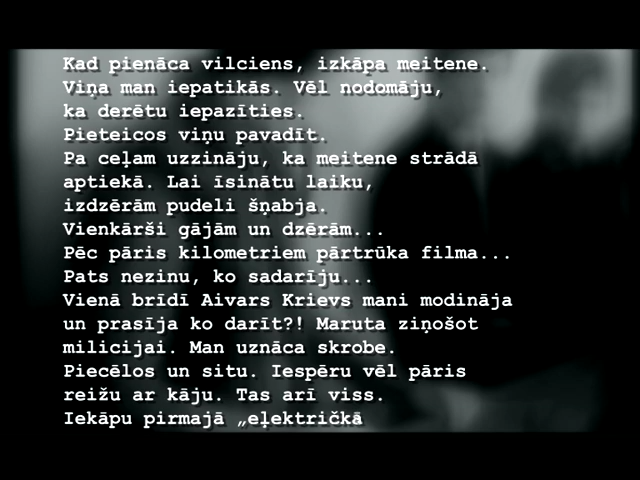 Kad pienāca vilciens, izkāpa meitene.
Viņa man iepatikās. Vēl nodomāju,
ka derētu iepazīties.
Pieteicos viņu pavadīt.
Pa ceļam uzzināju, ka meitene strādā
aptiekā. Lai īsinātu laiku,
izdzērām pudeli šņabja.
Vienkārši gājām un dzērām...
Pēc pāris kilometriem pārtrūka filma...
Pats nezinu, ko sadarīju...
Vienā brīdī Aivars Krievs mani modināja
un prasīja ko darīt?! Maruta ziņošot
milicijai. Man uznāca skrobe.
Piecēlos un situ. Iespēru vēl pāris
reižu ar kāju. Tas arī viss.
Iekāpu pirmajā „eļektričkā